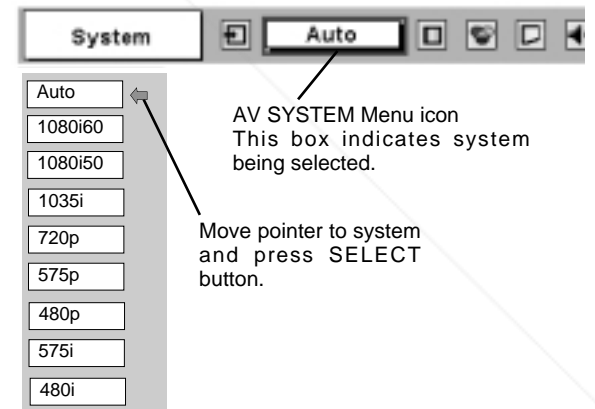 System
Auto
Auto
1080i60
1080i50
1035i
720p
575p
480p
575i
480i
AV SYSTEM Menu icon
This box indicates system
being selected.
Move pointer to system
and press SELECT
button.